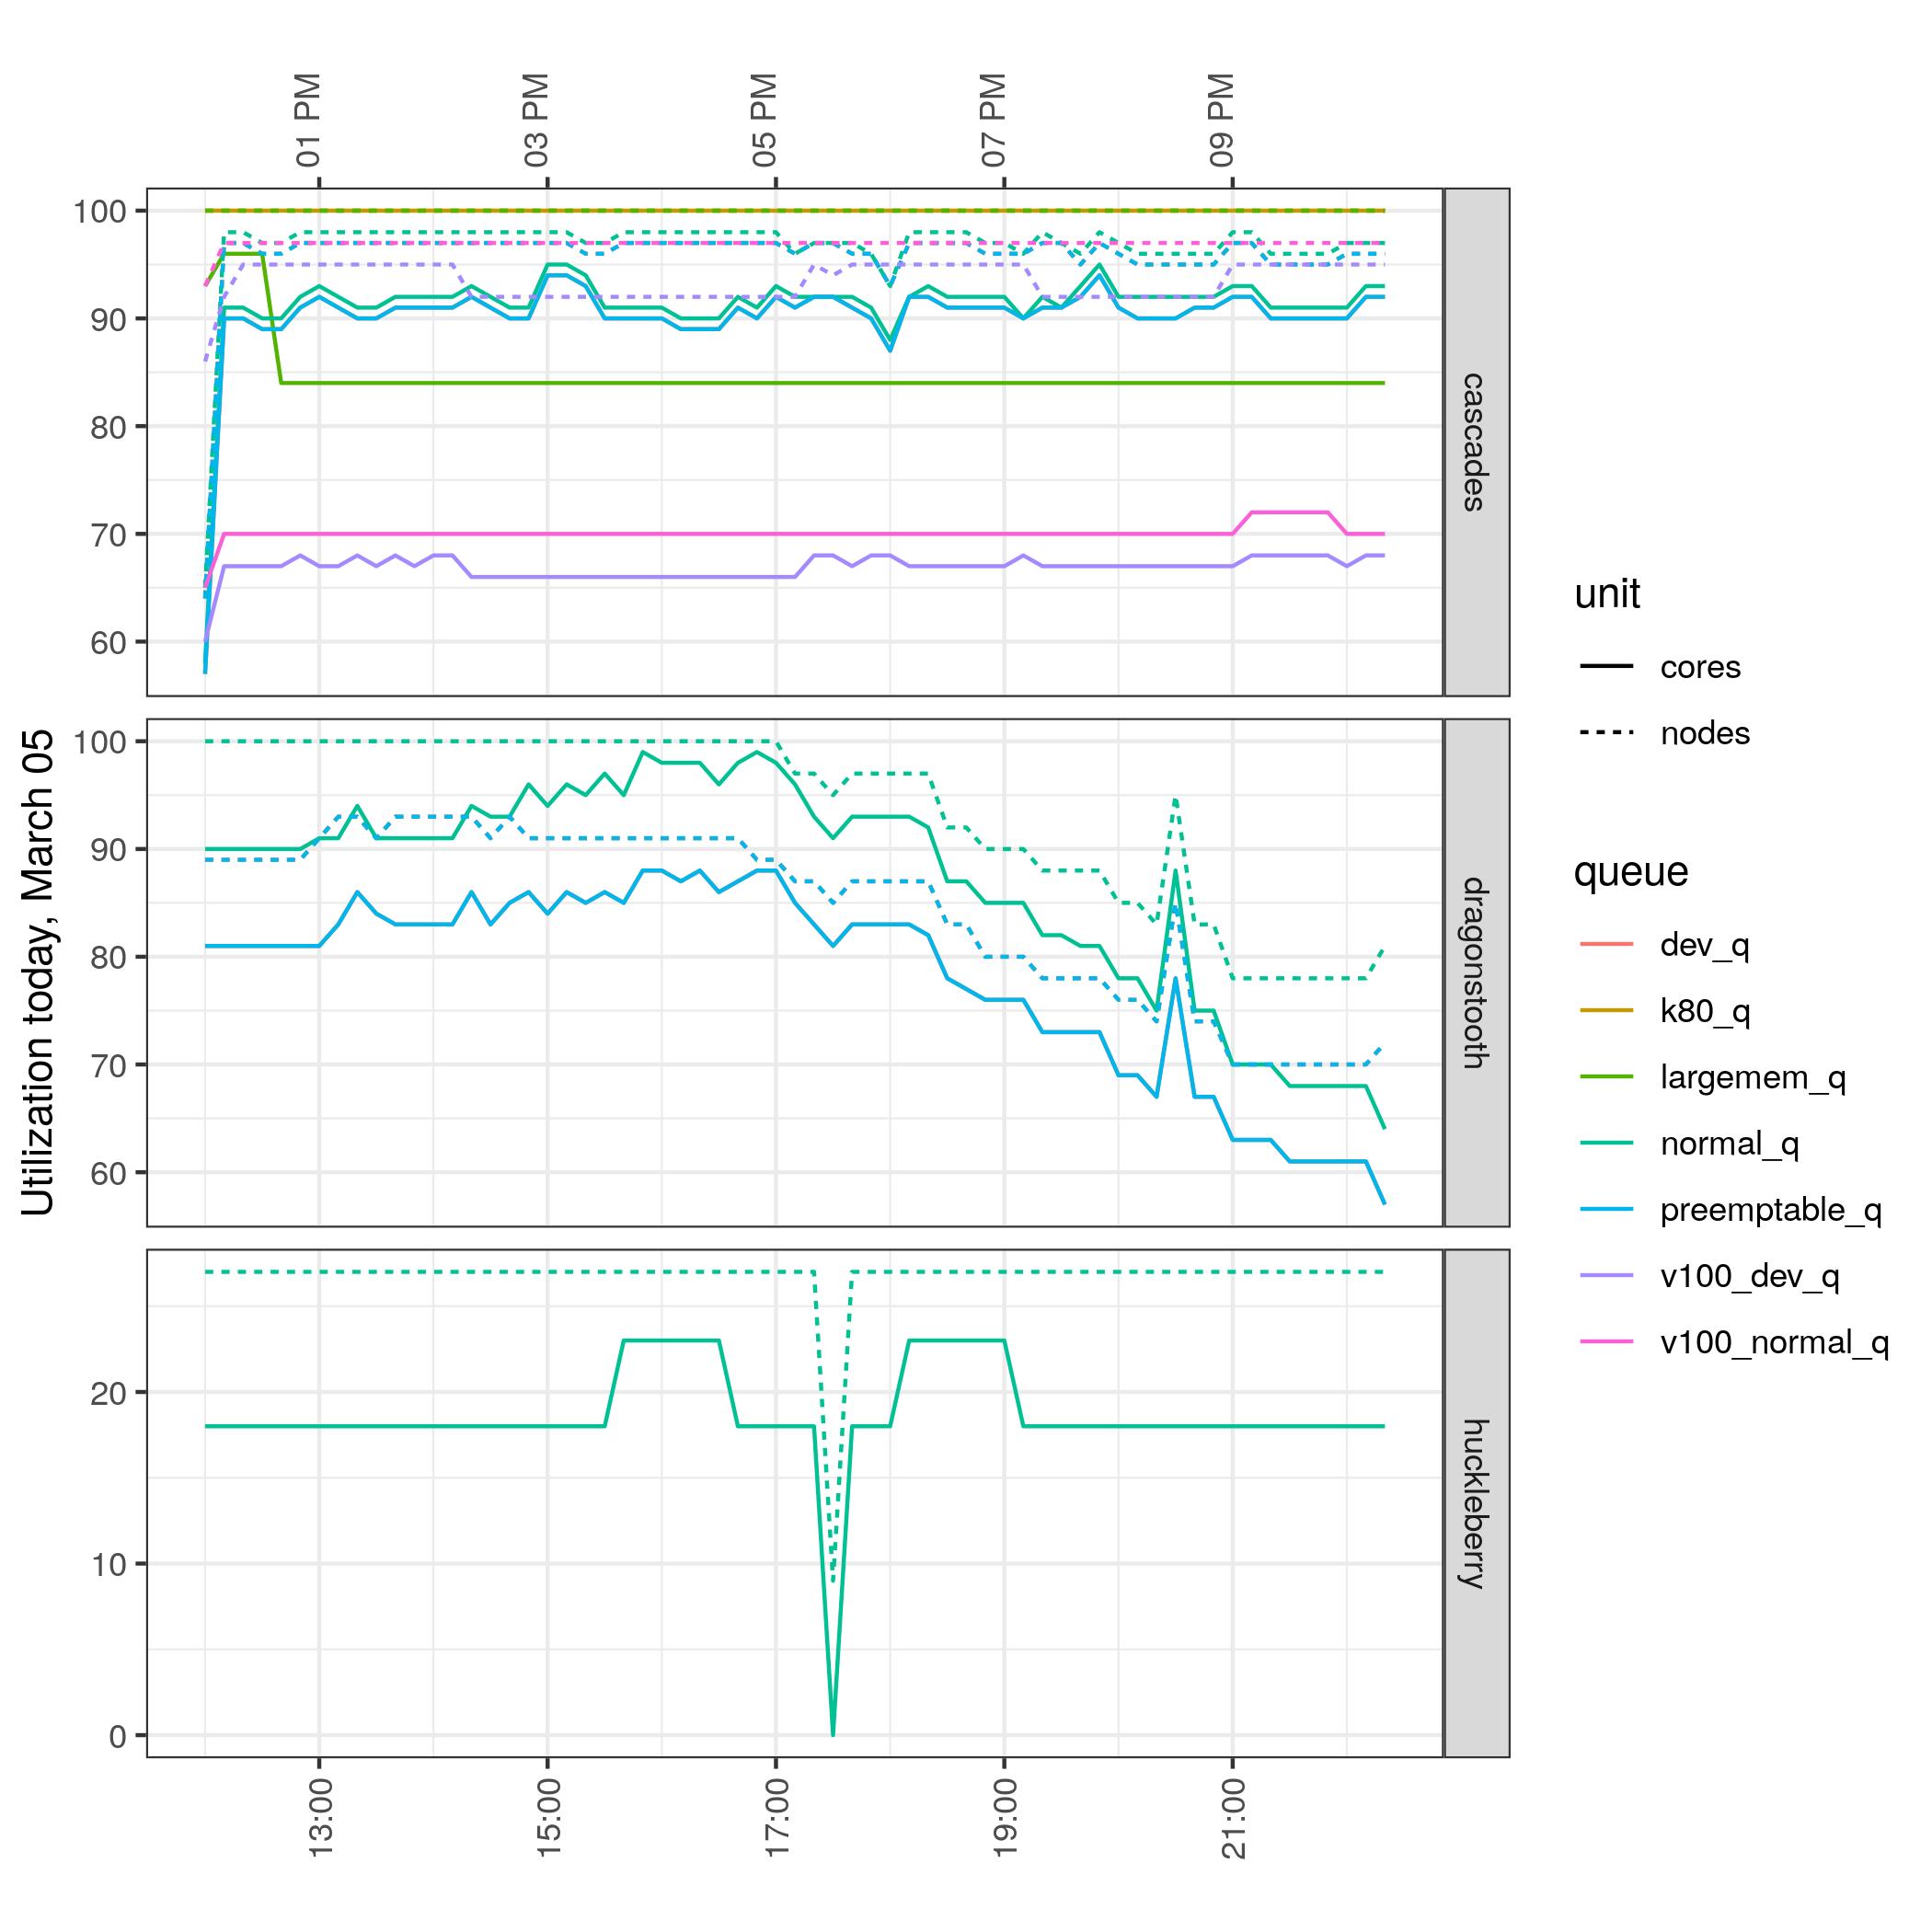 01 PM
03 PM
05 PM
07 PM
09 PM
Utilization today, March 05
100
90
80
70
60
cascades
100
90
80
70
60
dragonstooth
20
10
0
huckleberry
13:00
15:00
17:00
19:00
21:00
unit
cores
nodes
queue
dev_q
k80_q
largemem_q
normal_q
preemptable_q
v100_dev_q
v100_normal_q